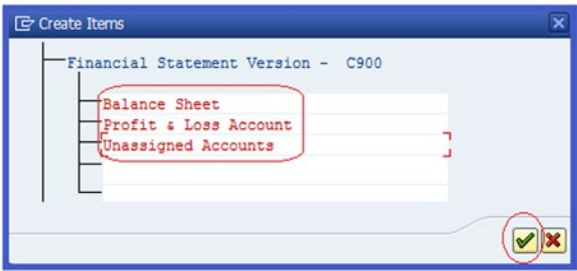 Create Items
Financial Statement Version - C900
Balance Sheet
Profit & Loss Account
Unassigned Accounts